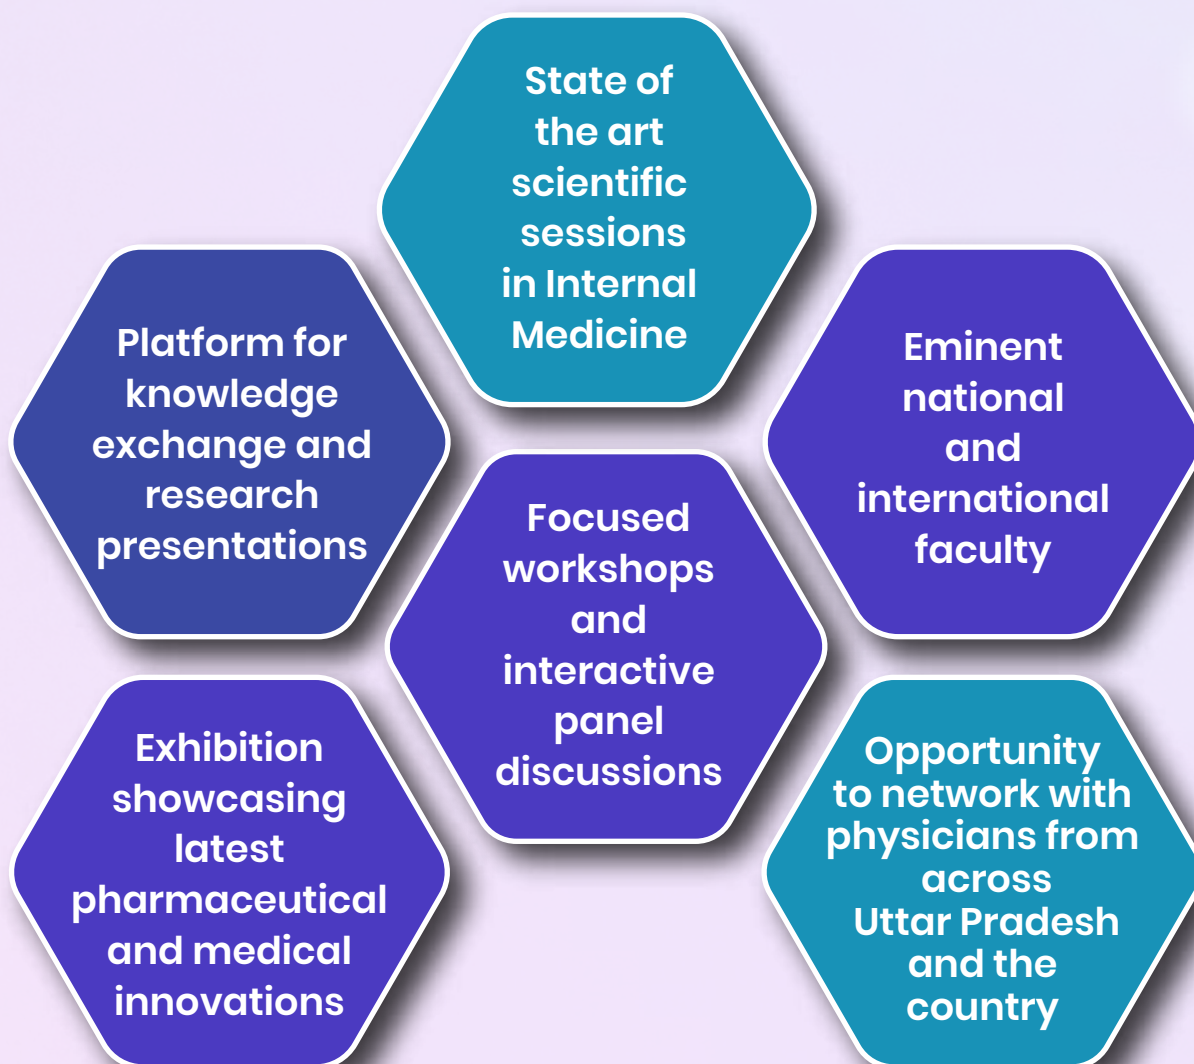 State of
the art
scientific
sessions
in Internal
Medicine
Platform for
knowledge
exchange and
research
presentations
Eminent
national
and
international
faculty
Focused
workshops
and
interactive
panel
discussions
Exhibition
showcasing
latest
pharmaceutical
and medical
innovations
Opportunity
to network with
physicians from
across
Uttar Pradesh
and the
country